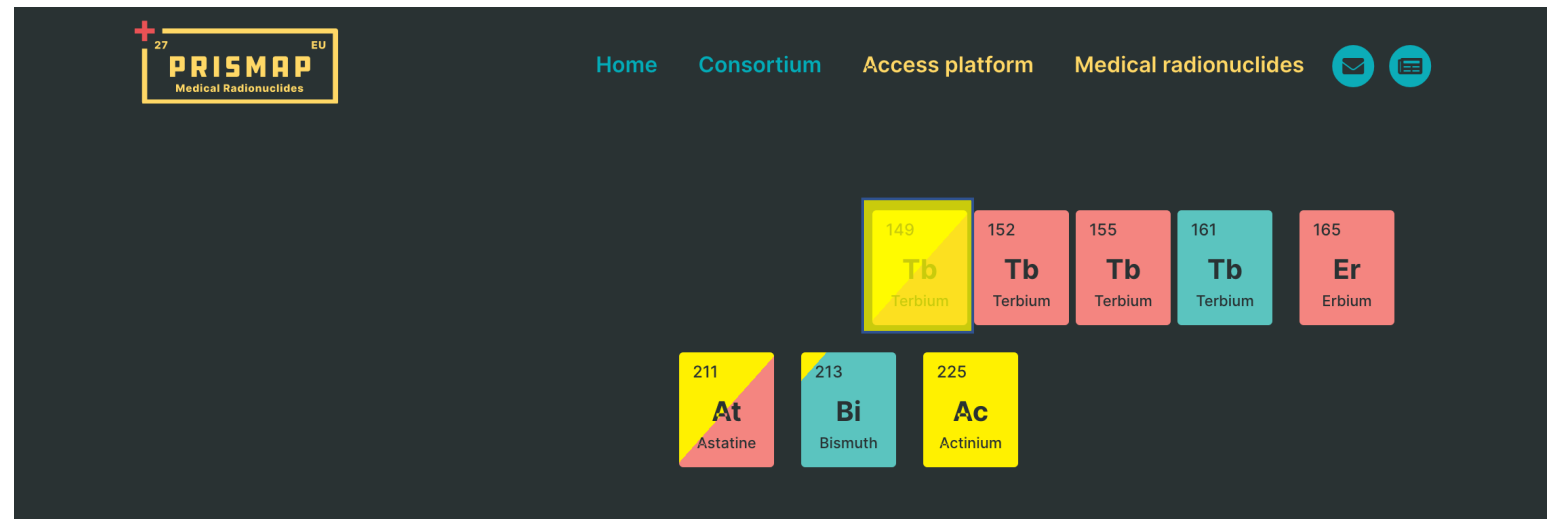 27 EU
PRISMAP
Medical Radionuclides
Home Consortium Access platform Medical radionuclides
149 152 155 161 165
Tb Tb Tb Tb Er
Terbium Terbium Terbium Terbium Erbium
211 213 225
At Bi Ac
Astatine Bismuth Actinium